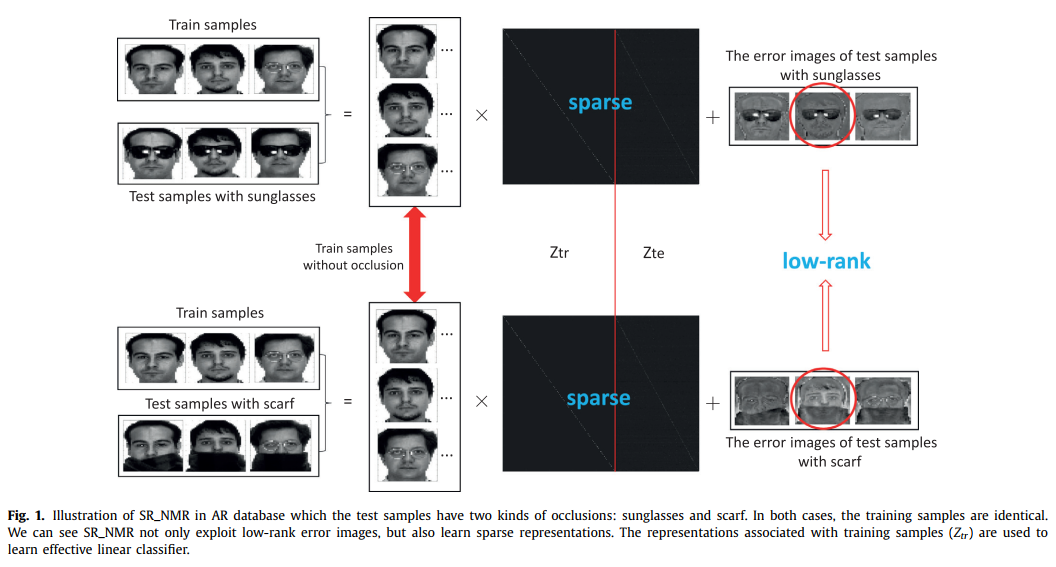 Train samples
Test samples with sunglasses
=
...
...
...
×
sparse
+
The error images of test samples
with sunglasses
Train samples
without occlusion
Ztr
Zte
low-rank
Train samples
Test samples with scarf
=
...
...
...
×
sparse
+
The error images of test samples
with scarf
Fig. 1. Illustration of SR_NMR in AR database which the test samples have two kinds of occlusions: sunglasses and scarf. In both cases, the training samples are identical.
We can see SR_NMR not only exploit low-rank error images, but also learn sparse representations. The representations associated with training samples (Ztr) are used to
learn effective linear classifier.